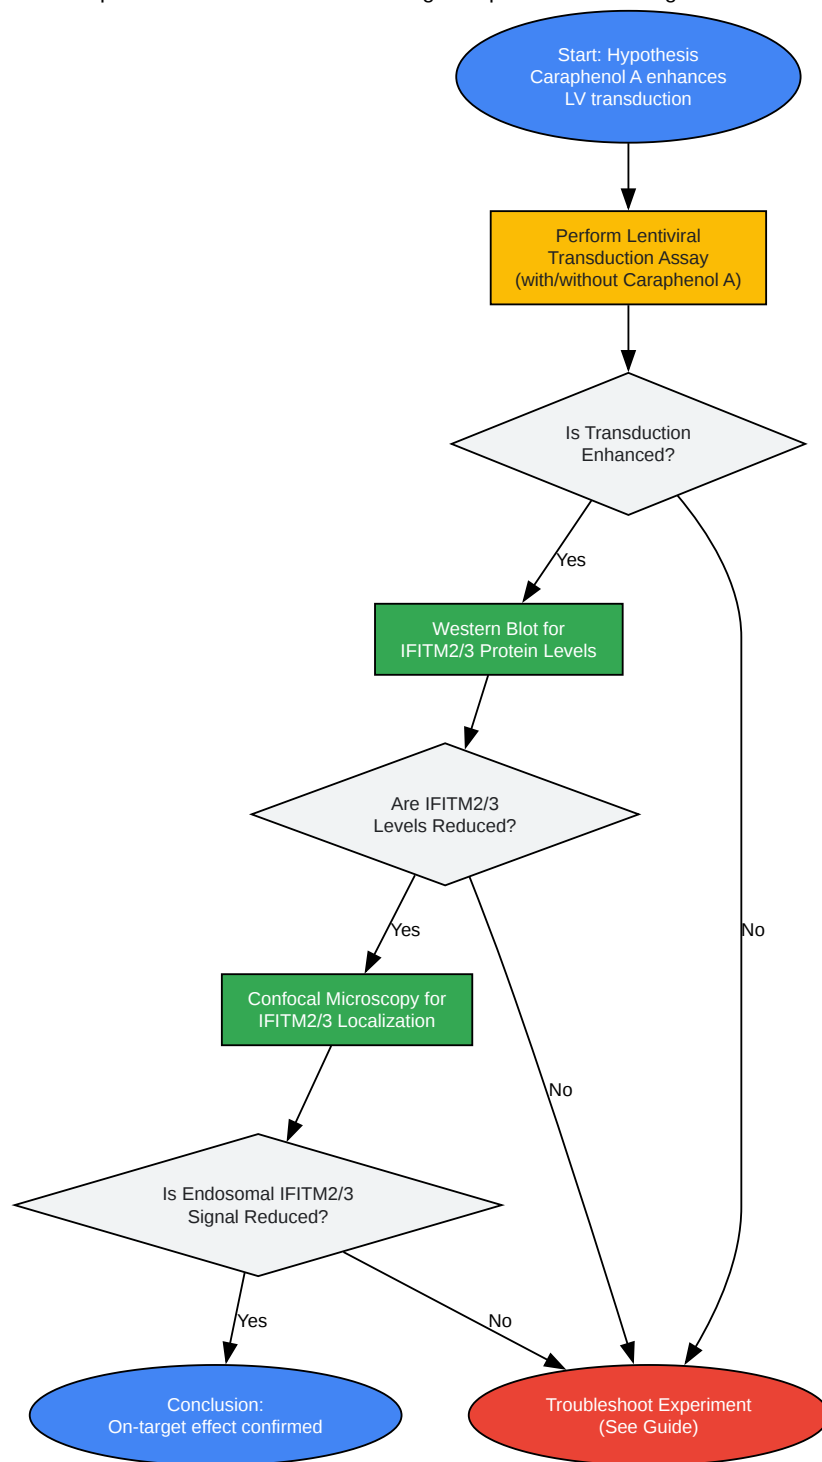 Start: Hypothesis
Caraphenol A enhances
LV transduction
Perform Lentiviral
Transduction Assay
(with/without Caraphenol A)
Is Transduction
Enhanced?
Yes
Western Blot for
IFITM2/3 Protein Levels
Are IFITM2/3
Levels Reduced?
Yes
No
Confocal Microscopy for
IFITM2/3 Localization
No
Is Endosomal IFITM2/3
Signal Reduced?
Yes
No
Conclusion:
On-target effect confirmed
Troubleshoot Experiment
(See Guide)